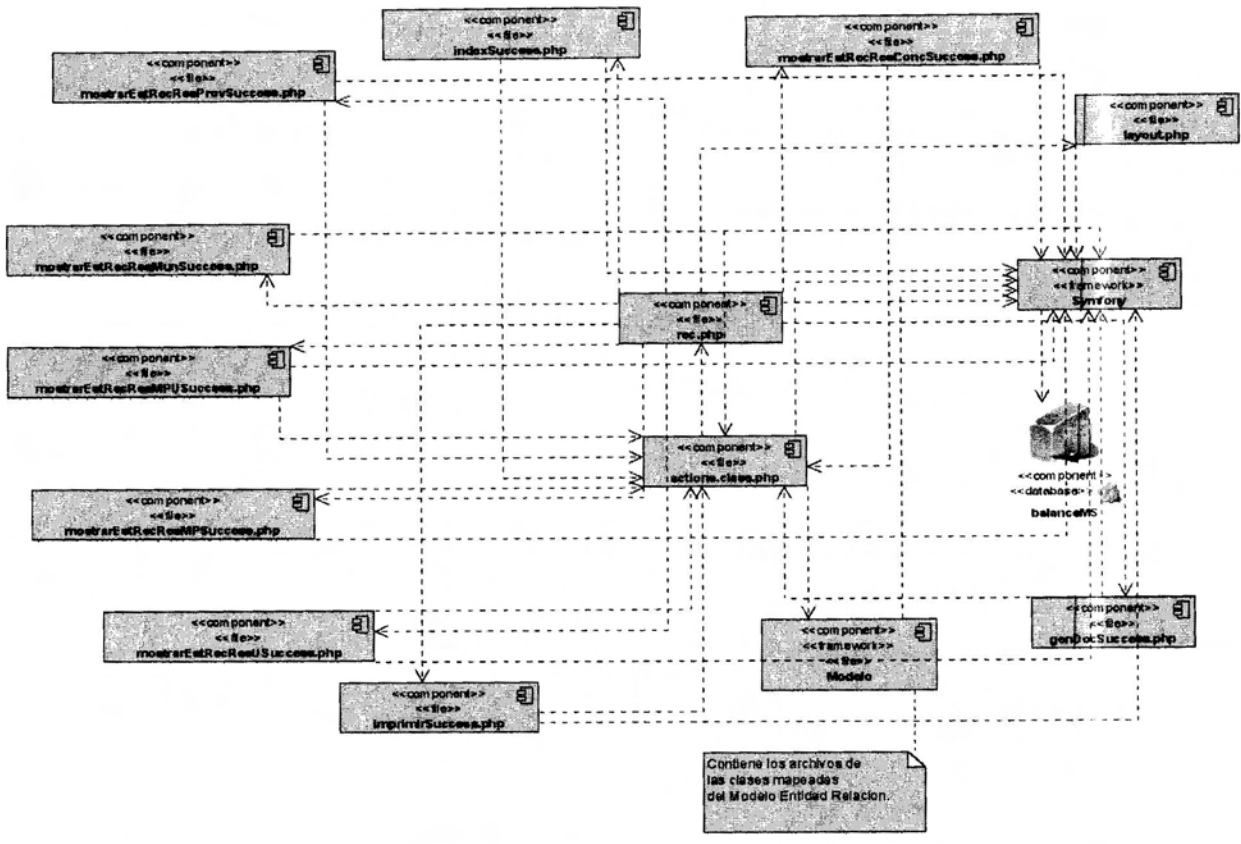 <<component>>
<<file>>
indexSuccess.php
<<component>>
<<file>>
mostrarEstRecResConcSuccess.php
<<component>>
<<file>>
mostrarEstRecResProvSuccess.php
<<component>>
<<file>>
layout.php
<<component>>
<<file>>
mostrarEstRecResMunSuccess.php
<<component>>
<<framework>>
Symfony
<<component>>
<<file>>
rec.php
<<component>>
<<file>>
mostrarEstRecResMPUSuccess.php
<<component>>
<<file>>
actions.class.php
<<component>>
<<database>>
balanceMS
<<component>>
<<file>>
mostrarEstRecResMPSuccess.php
<<component>>
<<file>>
mostrarEstRecResUSuccess.php
<<component>>
<<framework>>
<<file>>
Modelo
<<component>>
<<file>>
genDocSuccess.php
<<component>>
<<file>>
imprimirSuccess.php
Contiene los archivos de
las clases mapeadas
del Modelo Entidad Relacion.